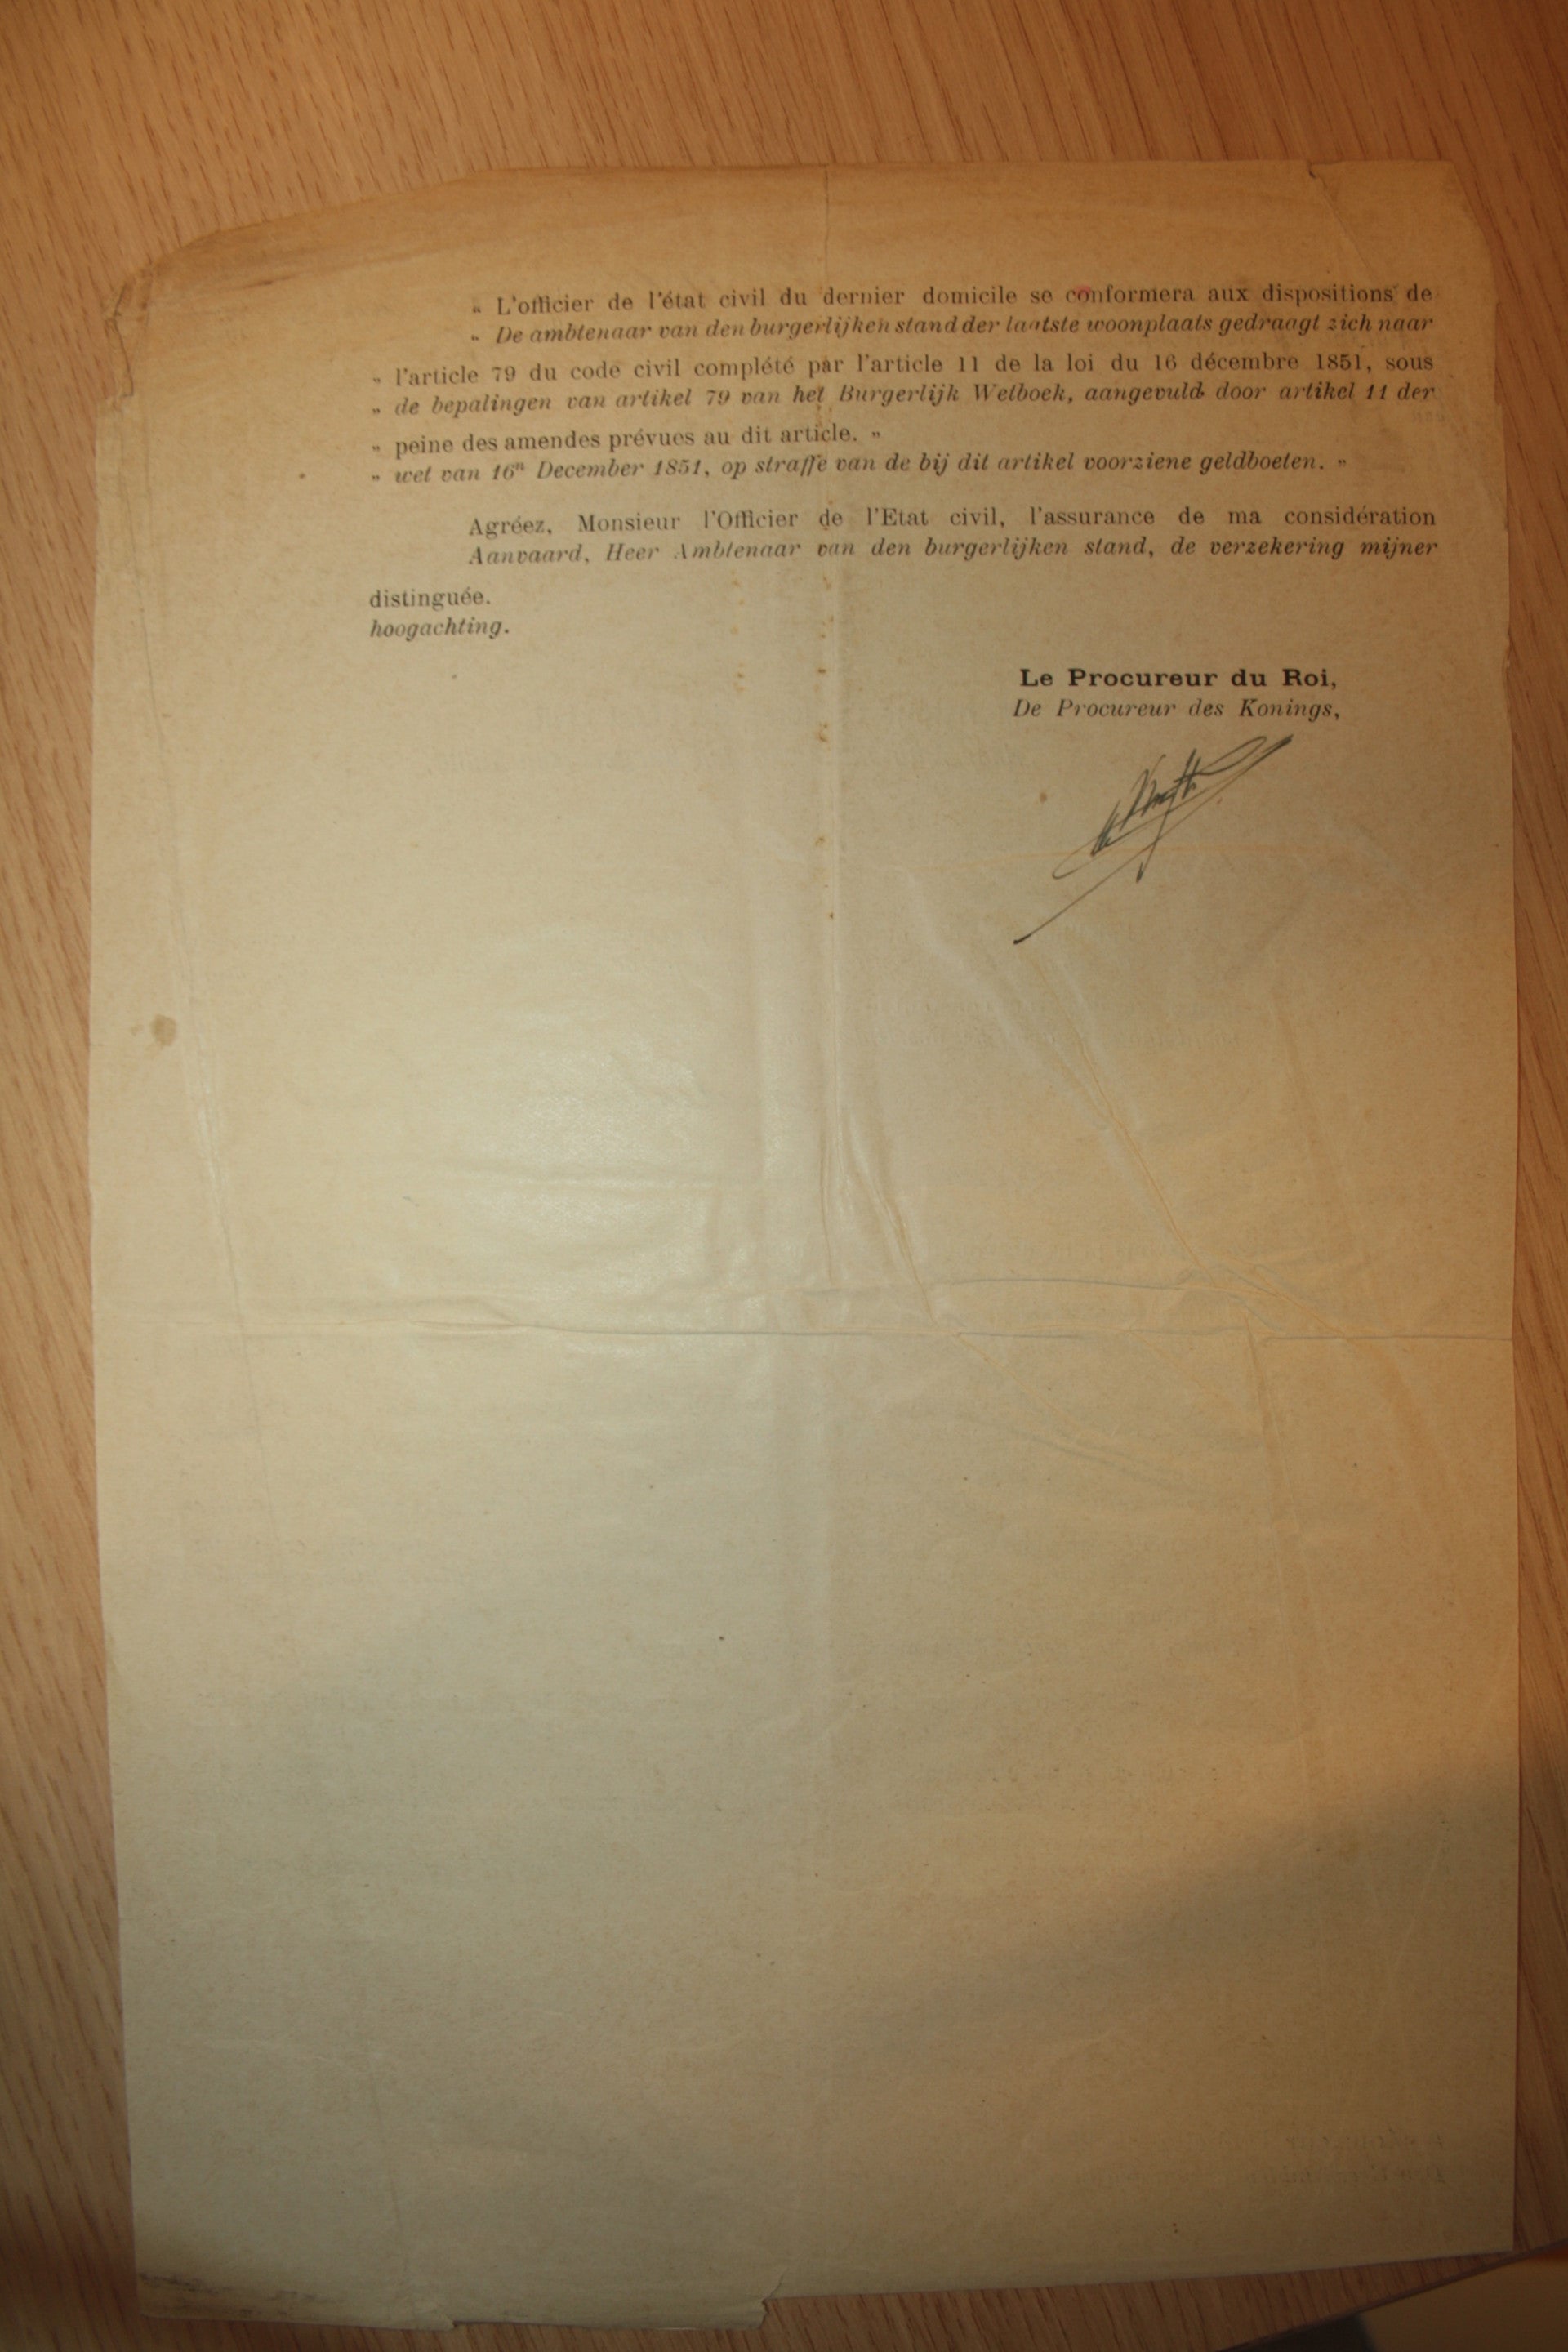 « L'officier de l'état civil du dernier domicile se conformera aux dispositions de
« De ambtenaar van den burgerlijken stand der laatste woonplaats gedraagt zich naar
» l'article 79 du code civil complété par l'article 11 de la loi du 16 décembre 1851, sous
» de bepalingen van artikel 79 van het Burgerlijk Wetboek, aangevuld door artikel 11 der
» peine des amendes prévues au dit article. »
» wet van 16n December 1851, op straffe van de bij dit artikel voorziene geldboeten. »
Agréez, Monsieur l'Officier de l'Etat civil, l'assurance de ma considération
Aanvaard, Heer Ambtenaar van den burgerlijken stand, de verzekering mijner
distinguée.
hoogachting.
Le Procureur du Roi,
De Procureur des Konings,